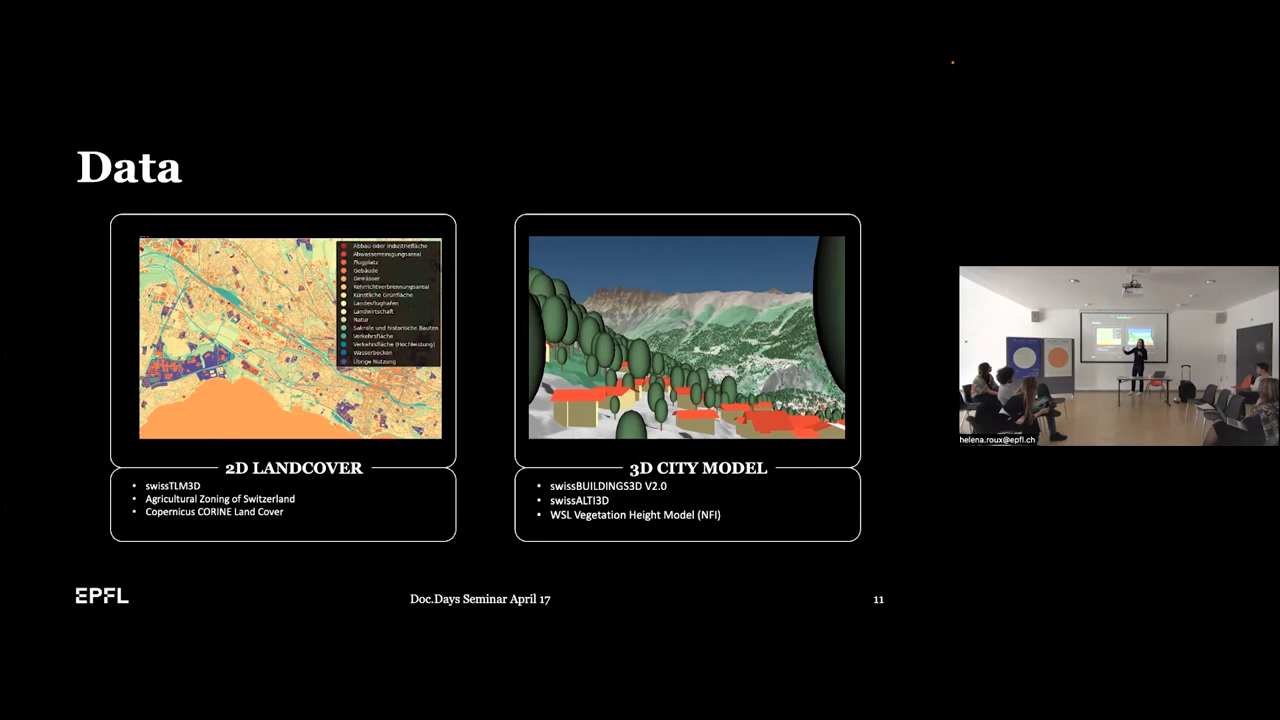 Data
Abbau oder Industriefläche
Abwasserreinigungsareal
Flugplatz
Gebäude
Gewässer
Kehrrichtverbrennungsareal
Künstliche Grünfläche
Landesflughafen
Landwirtschaft
Natur
Sakrale und historische Bauten
Verkehrsfläche
Verkehrsfläche (Hochleistung)
Wasserbecken
Übrige Nutzung
2D LANDCOVER
• swissTLM3D
• Agricultural Zoning of Switzerland
• Copernicus CORINE Land Cover
3D CITY MODEL
• swissBUILDINGS3D V2.0
• swissALTI3D
• WSL Vegetation Height Model (NFI)
helena.roux@epfl.ch
EPFL
Doc.Days Seminar April 17
11